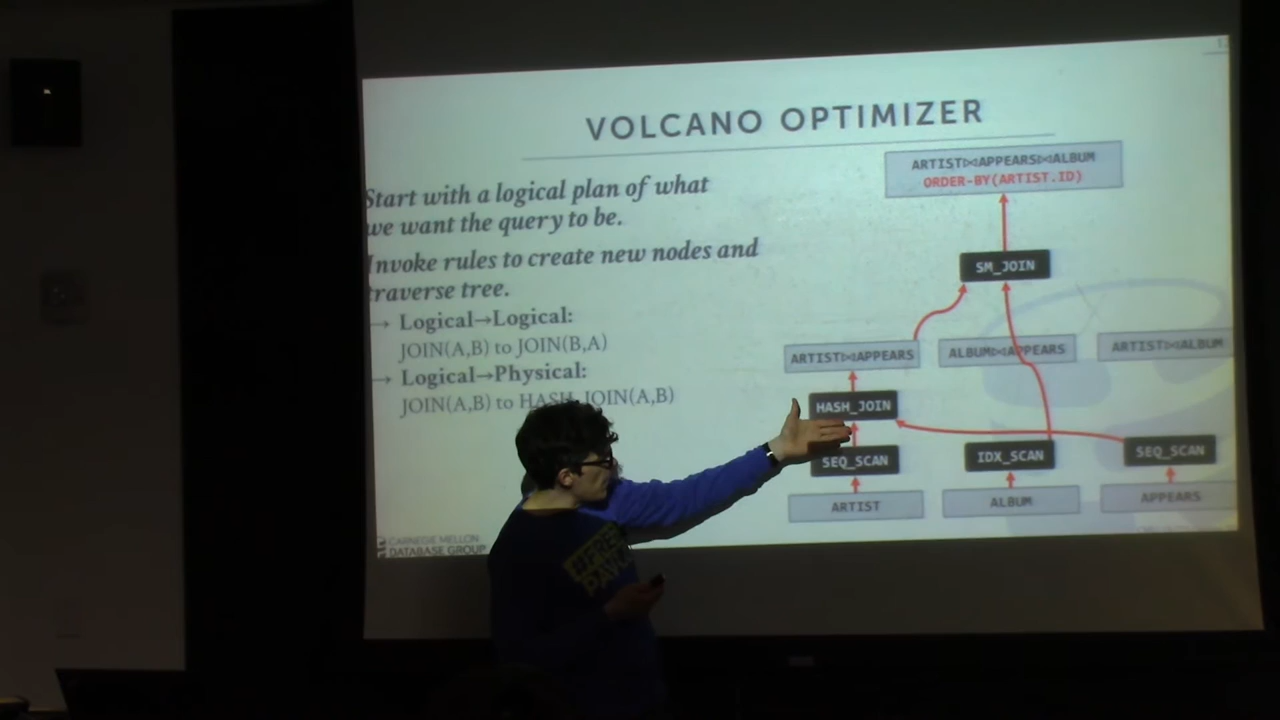 VOLCANO OPTIMIZER
Start with a logical plan of what
we want the query to be.
Invoke rules to create new nodes and
traverse tree.
→ Logical→Logical:
JOIN(A,B) to JOIN(B,A)
→ Logical→Physical:
JOIN(A,B) to HASH_JOIN(A,B)
ARTIST⨝APPEARS⨝ALBUM
ORDER-BY(ARTIST.ID)
SM_JOIN
ARTIST⨝APPEARS
ALBUM⨝APPEARS
ARTIST⨝ALBUM
HASH_JOIN
SEQ_SCAN
IDX_SCAN
SEQ_SCAN
ARTIST
ALBUM
APPEARS
CARNEGIE MELLON
DATABASE GROUP